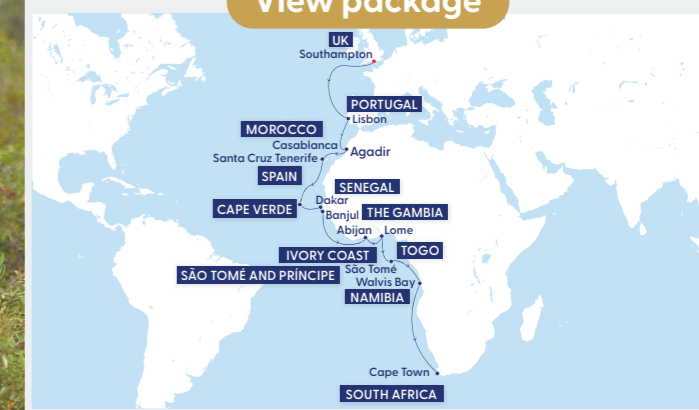 View package
UK
Southampton
PORTUGAL
Lisbon
MOROCCO
Casablanca
Agadir
Santa Cruz Tenerife
SPAIN
SENEGAL
Dakar
CAPE VERDE
Banjul
THE GAMBIA
Abijan
Lome
IVORY COAST
TOGO
SÃO TOMÉ AND PRÍNCIPE
São Tomé
Walvis Bay
NAMIBIA
Cape Town
SOUTH AFRICA